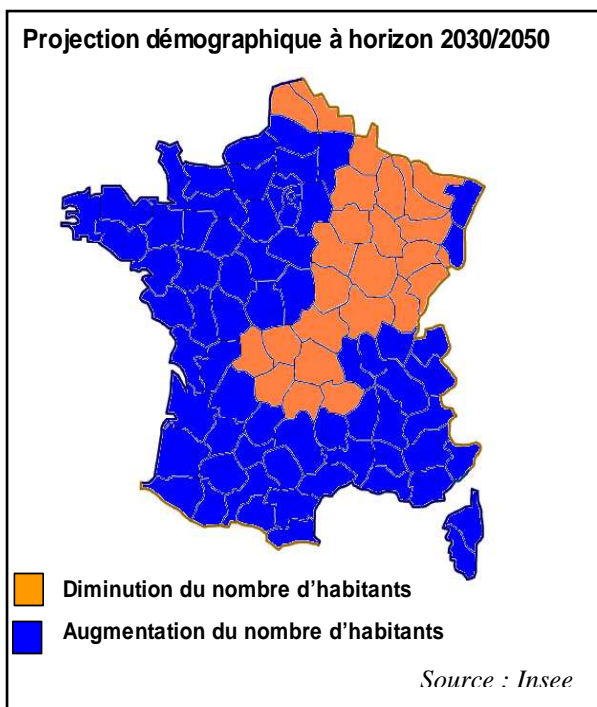 Projection démographique à horizon 2030/2050
Diminution du nombre d'habitants
Augmentation du nombre d'habitants
Source : Insee